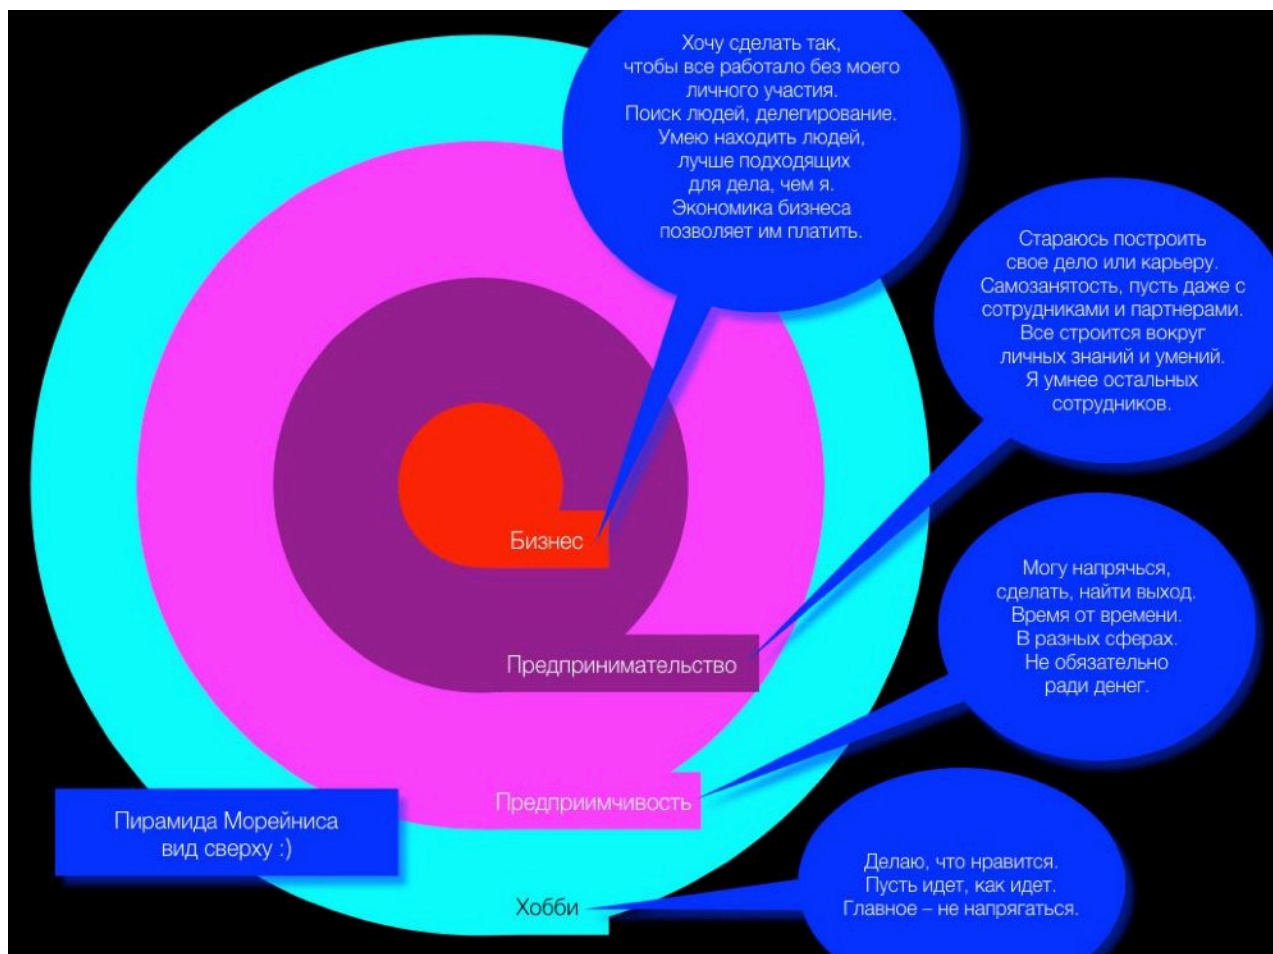 Хочу сделать так,
чтобы все работало без моего
личного участия.
Поиск людей, делегирование.
Умею находить людей,
лучше подходящих
для дела, чем я.
Экономика бизнеса
позволяет им платить.
Стараюсь построить
свое дело или карьеру.
Самозанятость, пусть даже с
сотрудниками и партнерами.
Все строится вокруг
личных знаний и умений.
Я умнее остальных
сотрудников.
Бизнес
Могу напрячься,
сделать, найти выход.
Время от времени.
В разных сферах.
Не обязательно
ради денег.
Предпринимательство
Предприимчивость
Пирамида Морейниса
вид сверху :)
Делаю, что нравится.
Пусть идет, как идет.
Главное – не напрягаться.
Хобби